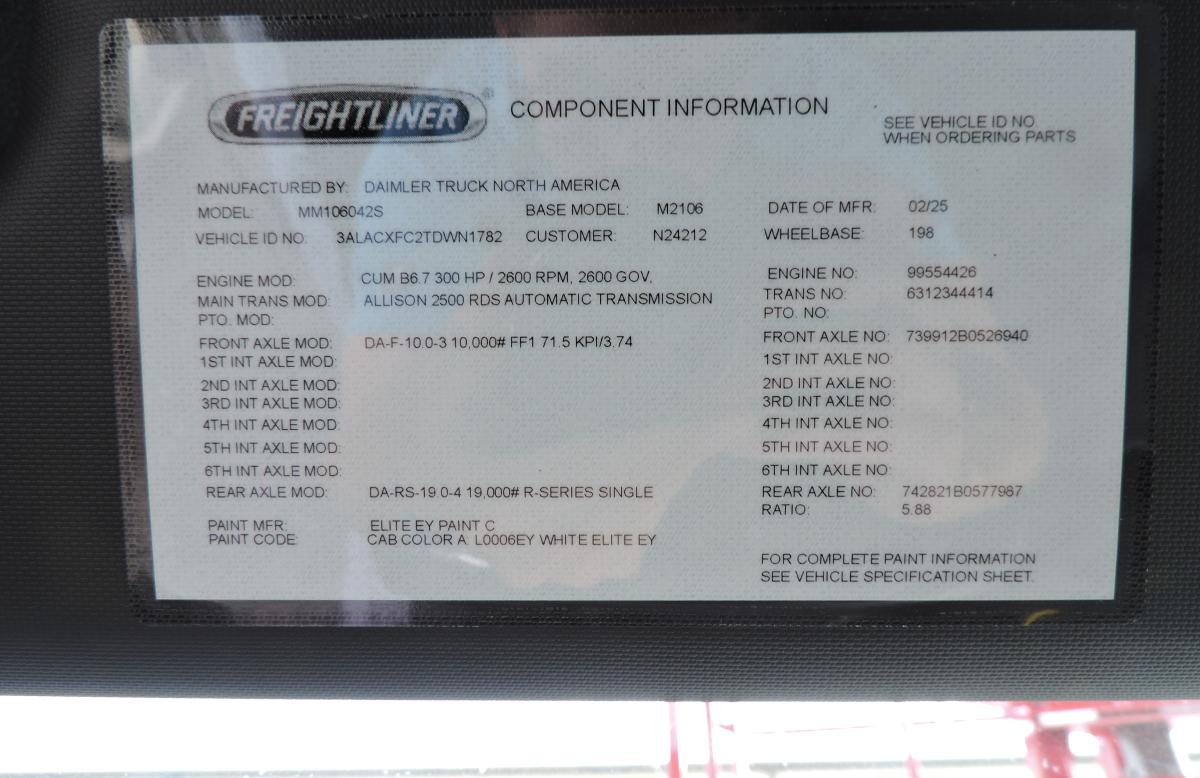 FREIGHTLINER ® COMPONENT INFORMATION
SEE VEHICLE ID NO.
WHEN ORDERING PARTS
MANUFACTURED BY: DAIMLER TRUCK NORTH AMERICA
MODEL: MM106042S BASE MODEL: M2106 DATE OF MFR: 02/25
VEHICLE ID NO. 3ALACXFC2TDWN1782 CUSTOMER: N24212 WHEELBASE: 198
ENGINE MOD: CUM B6.7 300 HP / 2600 RPM, 2600 GOV, ENGINE NO: 99554426
MAIN TRANS MOD: ALLISON 2500 RDS AUTOMATIC TRANSMISSION TRANS NO: 6312344414
PTO. MOD: PTO. NO:
FRONT AXLE MOD: DA-F-10.0-3 10,000# FF1 71.5 KPI/3.74 FRONT AXLE NO: 739912B0526940
1ST INT AXLE MOD: 1ST INT AXLE NO:
2ND INT AXLE MOD: 2ND INT AXLE NO:
3RD INT AXLE MOD: 3RD INT AXLE NO:
4TH INT AXLE MOD: 4TH INT AXLE NO:
5TH INT AXLE MOD: 5TH INT AXLE NO:
6TH INT AXLE MOD: 6TH INT AXLE NO:
REAR AXLE MOD: DA-RS-19.0-4 19,000# R-SERIES SINGLE REAR AXLE NO: 742821B0577987
RATIO: 5.88
PAINT MFR: ELITE EY PAINT C
PAINT CODE: CAB COLOR A: L0006EY WHITE ELITE EY
FOR COMPLETE PAINT INFORMATION
SEE VEHICLE SPECIFICATION SHEET.